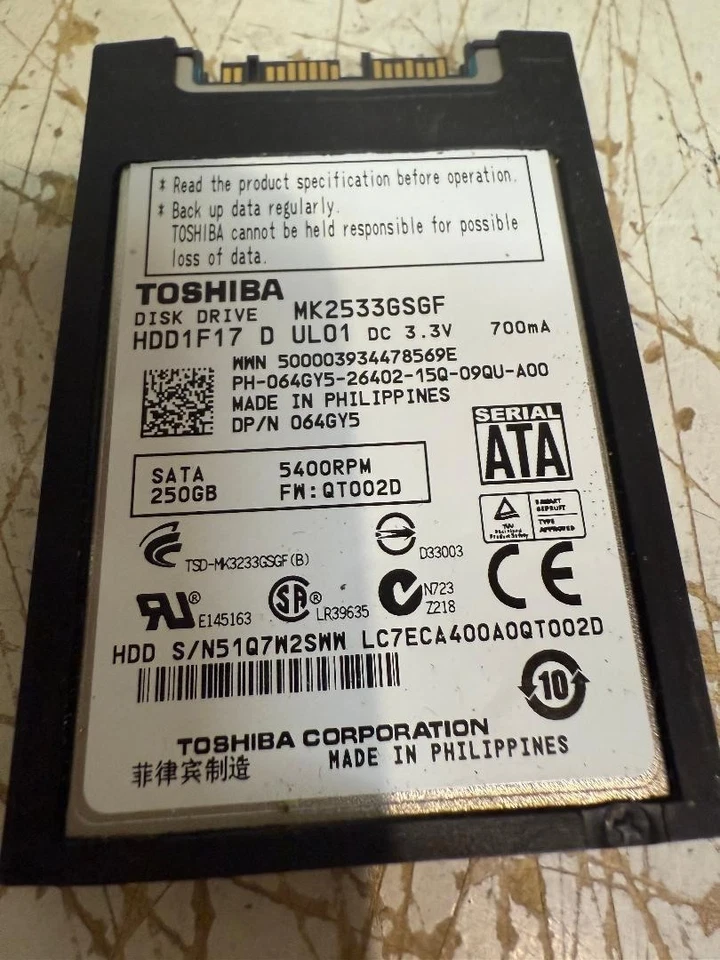 * Read the product specification before operation.
* Back up data regularly.
TOSHIBA cannot be held responsible for possible
loss of data.
TOSHIBA
DISK DRIVE MK2533GSGF
HDD1F17 D UL01 DC 3.3V 700mA
WWN 500003934478569E
PH-064GY5-26402-15Q-09QU-A00
MADE IN PHILIPPINES
DP/N 064GY5
SERIAL
ATA
SATA 5400RPM
250GB FW:QT002D
TSD-MK3233GSGF(B)
D33003
E145163
SA®
LR39635
N723
Z218
CE
HDD S/N51Q7W2SWW LC7ECA400A0QT002D
10
TOSHIBA CORPORATION
菲律宾制造 MADE IN PHILIPPINES